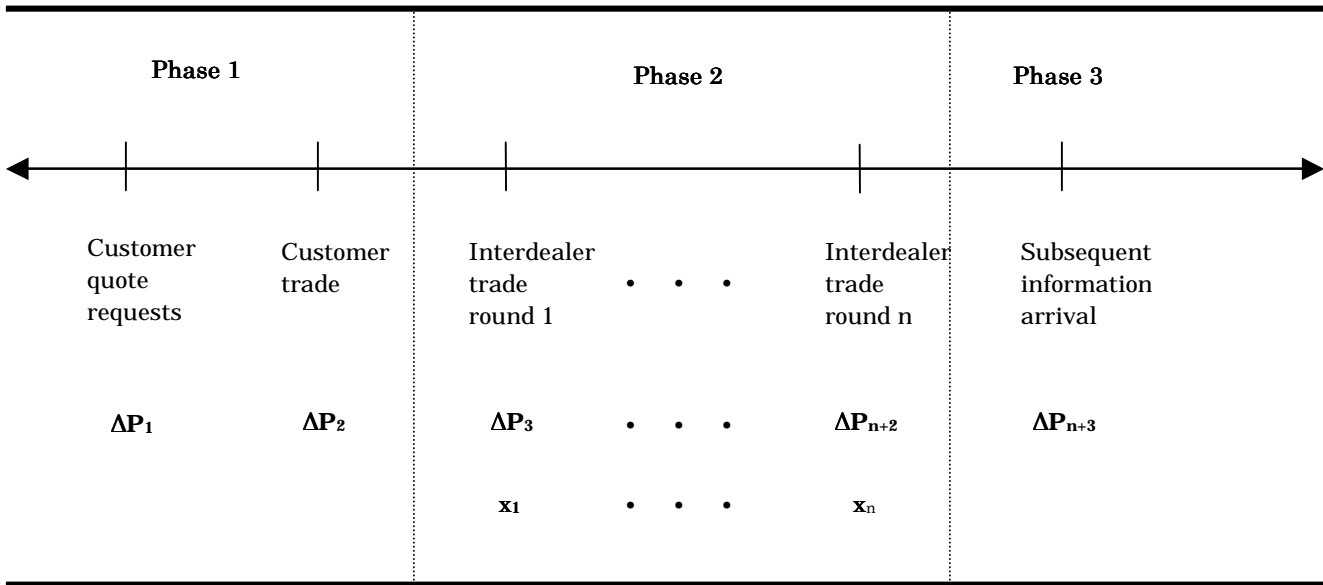 Phase 1
Phase 2
Phase 3
Customer quote requests
Customer trade
Interdealer trade round 1
• • •
Interdealer trade round n
Subsequent information arrival
ΔP₁ ΔP₂ ΔP₃ • • • ΔPₙ₊₂ ΔPₙ₊₃
x₁ • • • xₙ